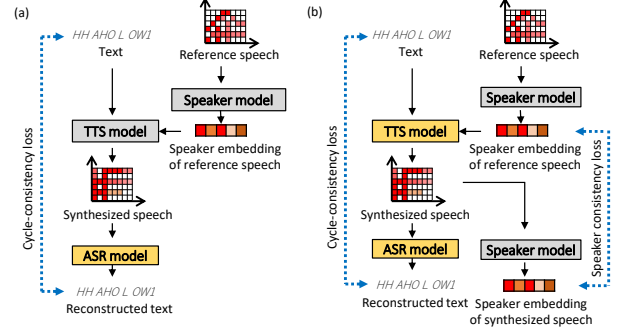 (a)
HH AHO L OW1
Text
Reference speech
Speaker model
TTS model
Speaker embedding
of reference speech
Synthesized speech
ASR model
HH AHO L OW1
Reconstructed text
Cycle-consistency loss
(b)
HH AHO L OW1
Text
Reference speech
Speaker model
TTS model
Speaker embedding
of reference speech
Synthesized speech
ASR model
Speaker model
HH AHO L OW1
Reconstructed text
Speaker embedding
of synthesized speech
Cycle-consistency loss
Speaker consistency loss